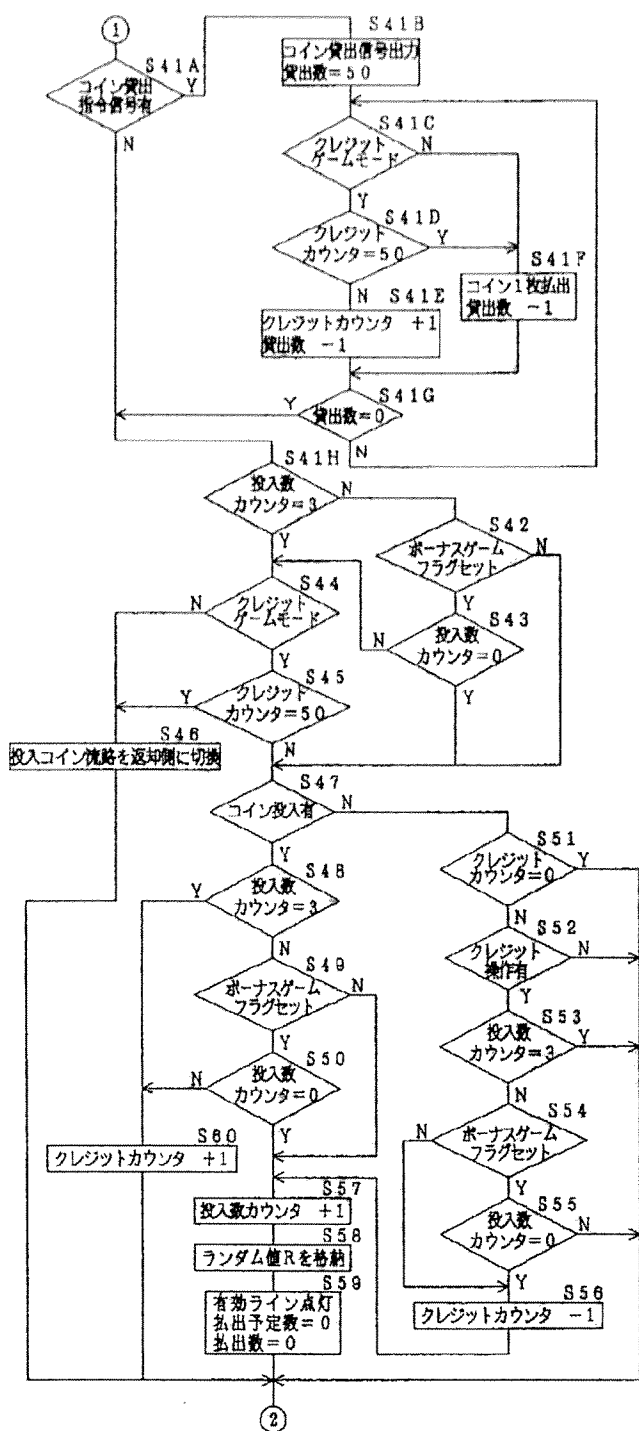 1
S41A
コイン貸出
指令信号有
Y
N
S41B
コイン貸出信号出力
貸出数=50
S41C
クレジット
ゲームモード
N
Y
S41D
クレジット
カウンタ=50
Y
N
S41E
クレジットカウンタ +1
貸出数 -1
S41F
コイン1枚払出
貸出数 -1
S41G
貸出数=0
Y
N
S41H
投入数
カウンタ=3
N
Y
S42
ボーナスゲーム
フラグセット
N
Y
S43
投入数
カウンタ=0
N
Y
S44
クレジット
ゲームモード
N
Y
S45
クレジット
カウンタ=50
Y
N
S46
投入コイン流路を返却側に切換
S47
コイン投入有
N
Y
S48
投入数
カウンタ=3
Y
N
S49
ボーナスゲーム
フラグセット
N
Y
S50
投入数
カウンタ=0
N
Y
S51
クレジット
カウンタ=0
Y
N
S52
クレジット
操作有
N
Y
S53
投入数
カウンタ=3
Y
N
S54
ボーナスゲーム
フラグセット
N
Y
S55
投入数
カウンタ=0
N
Y
S56
クレジットカウンタ -1
S60
クレジットカウンタ +1
S57
投入数カウンタ +1
S58
ランダム値Rを格納
S59
有効ライン点灯
払出予定数=0
払出数=0
2